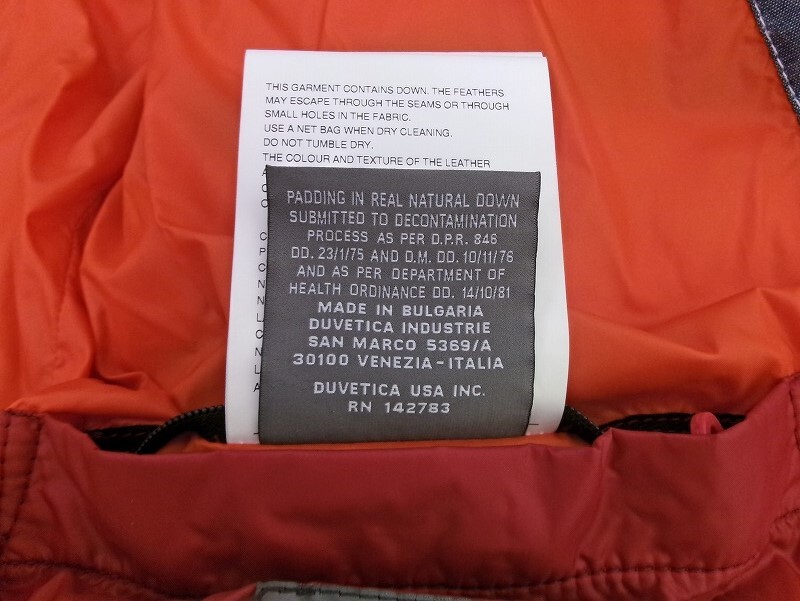 THIS GARMENT CONTAINS DOWN. THE FEATHERS
MAY ESCAPE THROUGH THE SEAMS OR THROUGH
SMALL HOLES IN THE FABRIC.
USE A NET BAG WHEN DRY CLEANING.
DO NOT TUMBLE DRY.
THE COLOUR AND TEXTURE OF THE LEATHER
PADDING IN REAL NATURAL DOWN
SUBMITTED TO DECONTAMINATION
PROCESS AS PER D.P.R. 846
DD. 23/1/75 AND D.M. DD. 10/11/76
AND AS PER DEPARTMENT OF
HEALTH ORDINANCE DD. 14/10/81
MADE IN BULGARIA
DUVETICA INDUSTRIE
SAN MARCO 5369/A
30100 VENEZIA-ITALIA
DUVETICA USA INC.
RN 142783